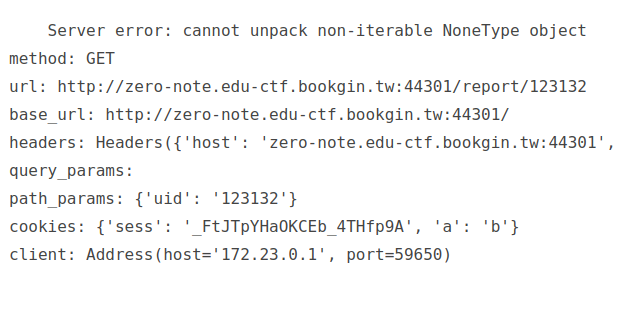 Server error: cannot unpack non-iterable NoneType object
method: GET
url: http://zero-note.edu-ctf.bookgin.tw:44301/report/123132
base_url: http://zero-note.edu-ctf.bookgin.tw:44301/
headers: Headers({'host': 'zero-note.edu-ctf.bookgin.tw:44301',
query_params:
path_params: {'uid': '123132'}
cookies: {'sess': '_FtJTpYHaOKCEb_4THfp9A', 'a': 'b'}
client: Address(host='172.23.0.1', port=59650)